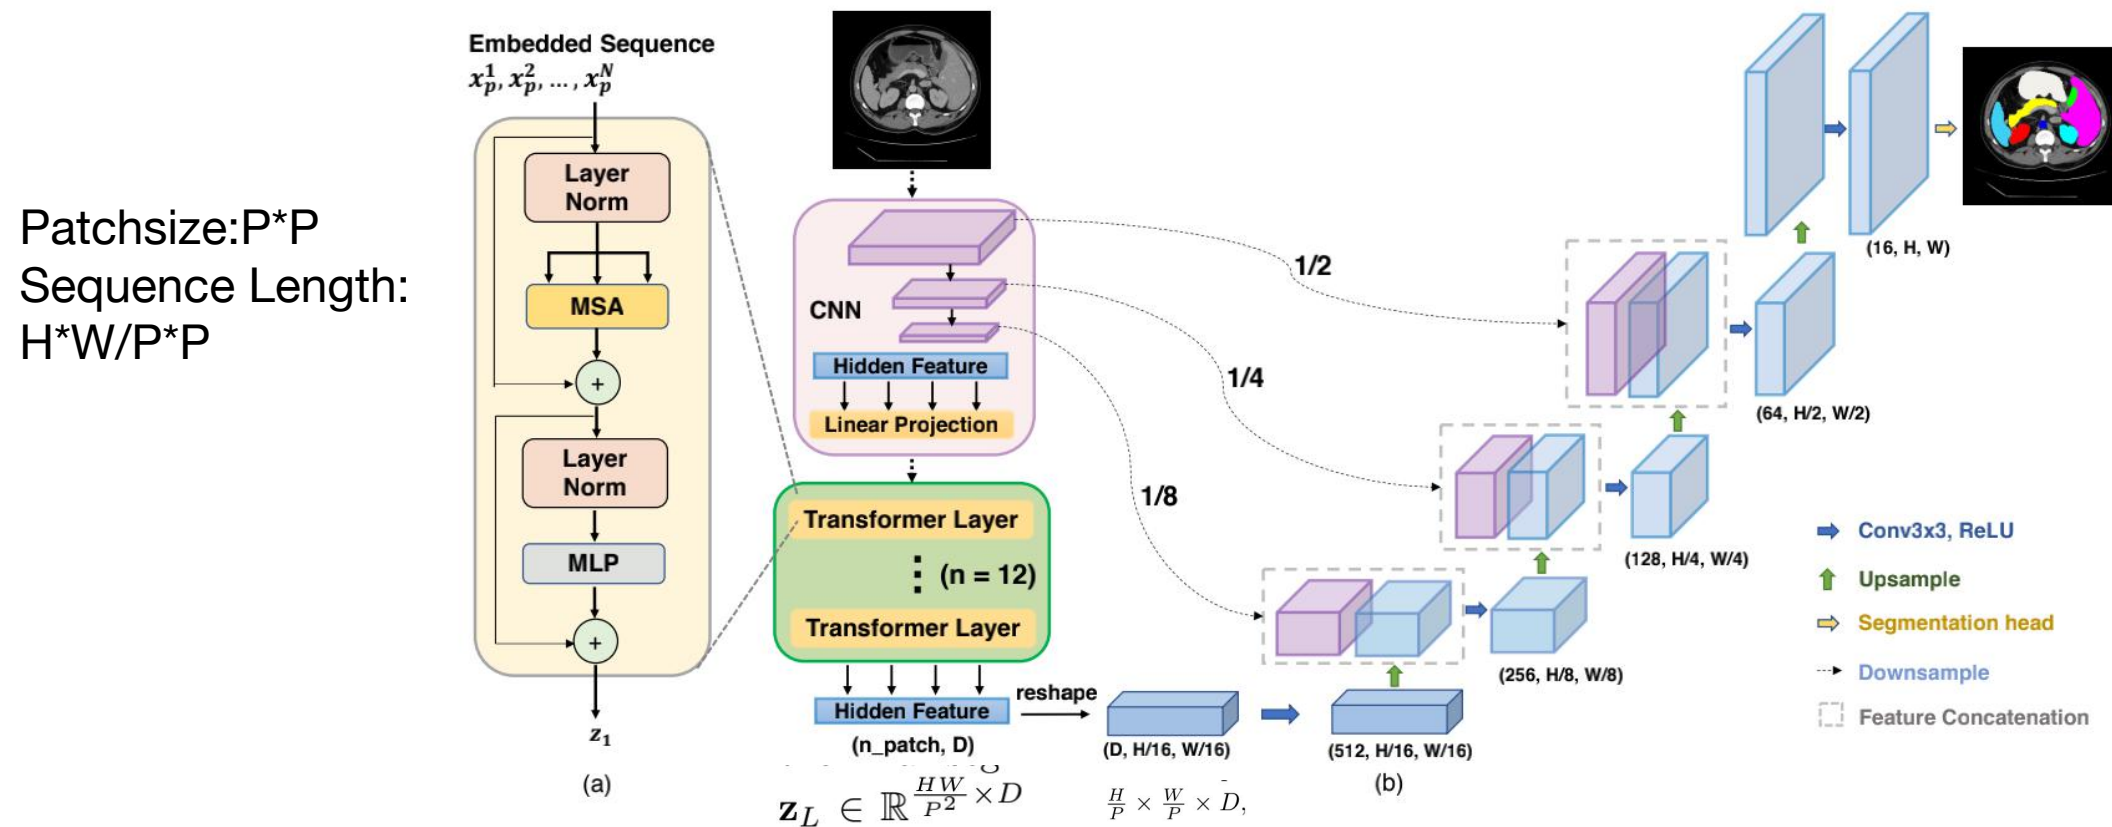 Patchsize:P*P
Sequence Length:
H*W/P*P
Embedded Sequence
x_p^1, x_p^2, ..., x_p^N
Layer
Norm
MSA
+
Layer
Norm
MLP
+
z_1
(a)
CNN
Hidden Feature
Linear Projection
Transformer Layer
(n = 12)
Transformer Layer
Hidden Feature
(n_patch, D)
z_L ∈ ℝ^{HW/P^2 × D}
reshape
(D, H/16, W/16)
H/P × W/P × D,
(512, H/16, W/16)
(b)
1/2
1/4
1/8
(256, H/8, W/8)
(128, H/4, W/4)
(64, H/2, W/2)
(16, H, W)
Conv3x3, ReLU
Upsample
Segmentation head
Downsample
Feature Concatenation